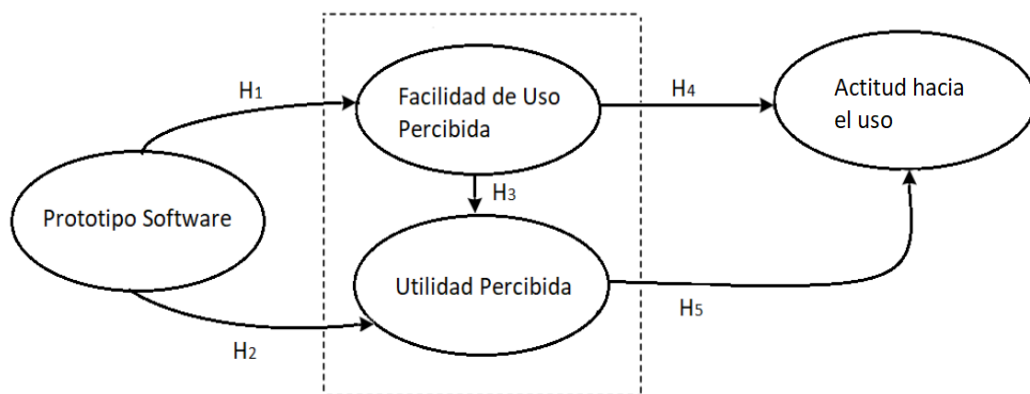 H1
Facilidad de Uso
Percibida
H4
Actitud hacia
el uso
Prototipo Software
H3
Utilidad Percibida
H2
H5